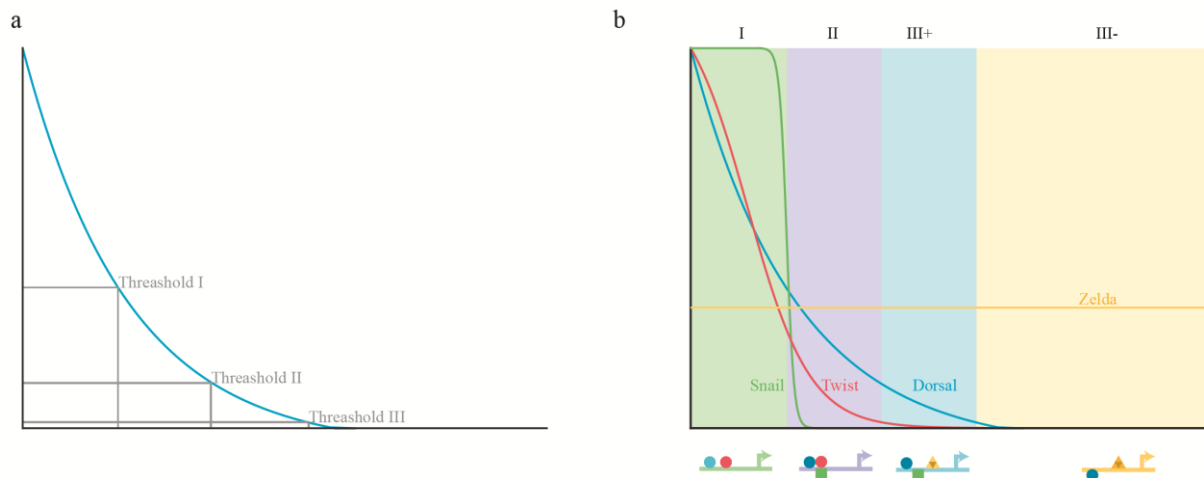 a
Threashold I
Threashold II
Threashold III
b
I II III+ III-
Zelda
Snail Twist Dorsal